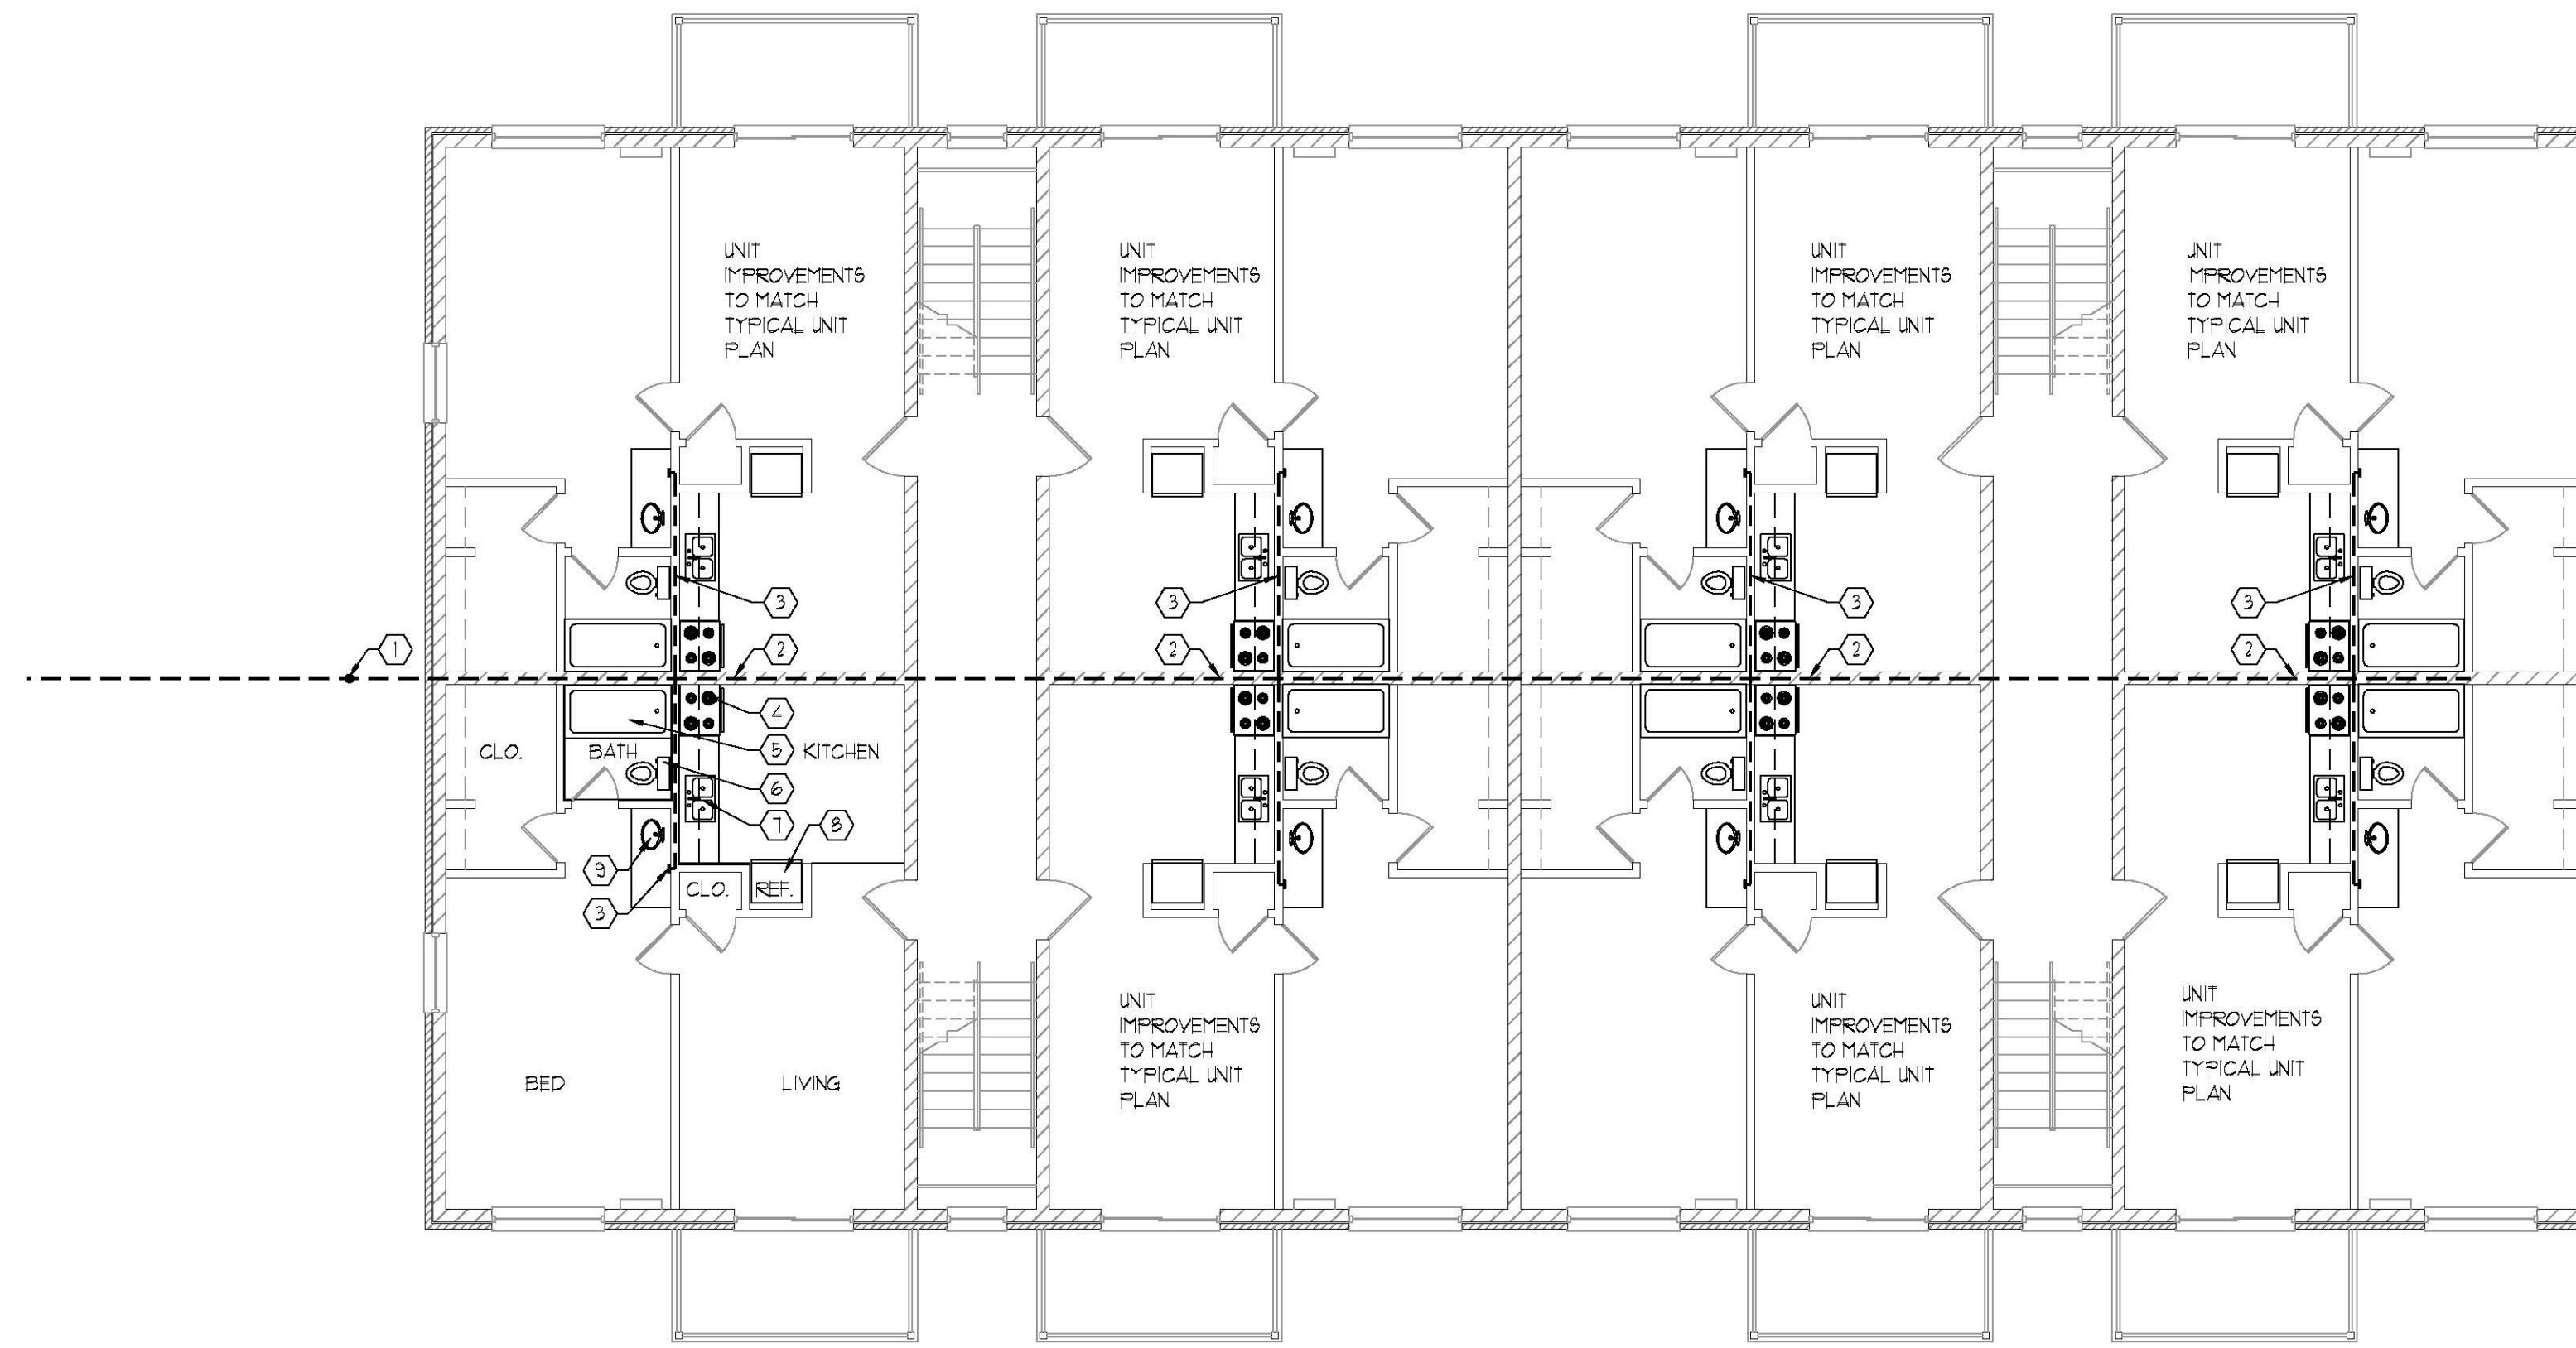 UNIT
IMPROVEMENTS
TO MATCH
TYPICAL UNIT
PLAN
UNIT
IMPROVEMENTS
TO MATCH
TYPICAL UNIT
PLAN
UNIT
IMPROVEMENTS
TO MATCH
TYPICAL UNIT
PLAN
UNIT
IMPROVEMENTS
TO MATCH
TYPICAL UNIT
PLAN
3
3
3
3
1
2
2
2
2
4
CLO.
BATH
5
KITCHEN
6
7
8
9
CLO.
REF.
3
BED
LIVING
UNIT
IMPROVEMENTS
TO MATCH
TYPICAL UNIT
PLAN
UNIT
IMPROVEMENTS
TO MATCH
TYPICAL UNIT
PLAN
UNIT
IMPROVEMENTS
TO MATCH
TYPICAL UNIT
PLAN